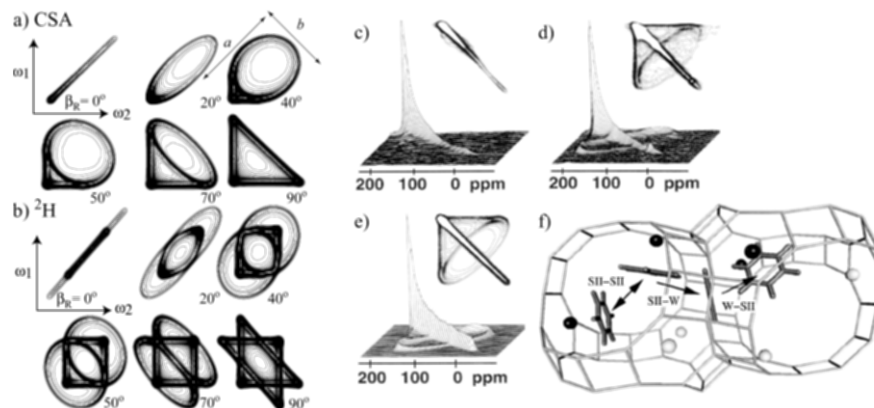 a) CSA
a
b
ω1
βR= 0°
20°
40°
ω2
50°
70°
90°
b) ²H
ω1
βR= 0°
20°
40°
ω2
50°
70°
90°
c)
200 100 0 ppm
d)
200 100 0 ppm
e)
200 100 0 ppm
f)
SII–SII
SII–W
W–SII